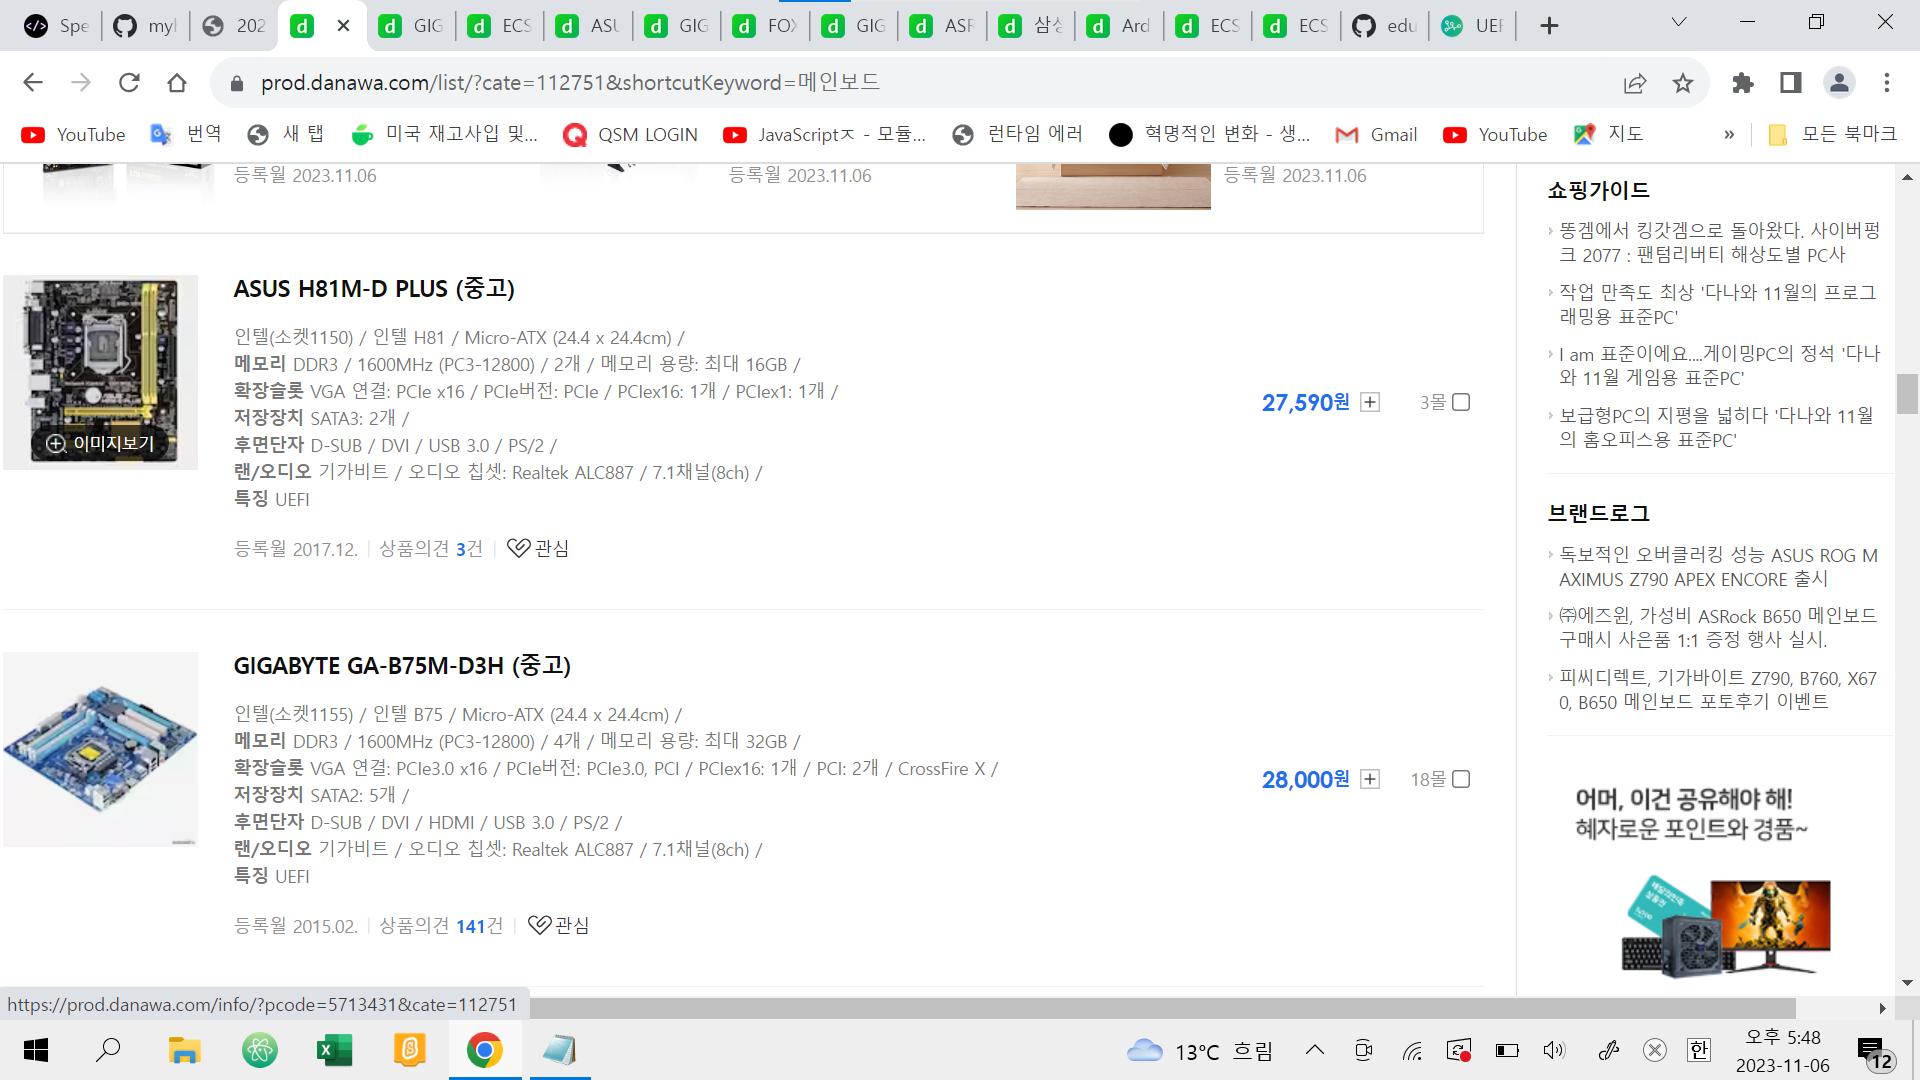 Spe
myl
202
GIG
ECS
ASU
GIG
FOX
GIG
ASR
삼성
Ard
ECS
ECS
edu
UEF
prod.danawa.com/list/?cate=112751&shortcutKeyword=메인보드
YouTube
번역
새 탭
미국 재고사입 및...
QSM LOGIN
JavaScriptㅈ - 모듈...
런타임 에러
혁명적인 변화 - 생...
Gmail
YouTube
지도
»
모든 북마크
등록월 2023.11.06
등록월 2023.11.06
등록월 2023.11.06
ASUS H81M-D PLUS (중고)
인텔(소켓1150) / 인텔 H81 / Micro-ATX (24.4 x 24.4cm) /
메모리 DDR3 / 1600MHz (PC3-12800) / 2개 / 메모리 용량: 최대 16GB /
확장슬롯 VGA 연결: PCIe x16 / PCIe버전: PCIe / PCIex16: 1개 / PCIex1: 1개 /
저장장치 SATA3: 2개 /
후면단자 D-SUB / DVI / USB 3.0 / PS/2 /
랜/오디오 기가비트 / 오디오 칩셋: Realtek ALC887 / 7.1채널(8ch) /
특징 UEFI
이미지보기
27,590원
3몰
등록월 2017.12.
상품의견 3건
관심
GIGABYTE GA-B75M-D3H (중고)
인텔(소켓1155) / 인텔 B75 / Micro-ATX (24.4 x 24.4cm) /
메모리 DDR3 / 1600MHz (PC3-12800) / 4개 / 메모리 용량: 최대 32GB /
확장슬롯 VGA 연결: PCIe3.0 x16 / PCIe버전: PCIe3.0, PCI / PCIex16: 1개 / PCI: 2개 / CrossFire X /
저장장치 SATA2: 5개 /
후면단자 D-SUB / DVI / HDMI / USB 3.0 / PS/2 /
랜/오디오 기가비트 / 오디오 칩셋: Realtek ALC887 / 7.1채널(8ch) /
특징 UEFI
28,000원
18몰
등록월 2015.02.
상품의견 141건
관심
쇼핑가이드
똥겜에서 킹갓겜으로 돌아왔다. 사이버펑
크 2077 : 팬텀리버티 해상도별 PC사
작업 만족도 최상 '다나와 11월의 프로그
래밍용 표준PC'
I am 표준이에요....게이밍PC의 정석 '다나
와 11월 게임용 표준PC'
보급형PC의 지평을 넓히다 '다나와 11월
의 홈오피스용 표준PC'
브랜드로그
독보적인 오버클러킹 성능 ASUS ROG M
AXIMUS Z790 APEX ENCORE 출시
㈜에즈윈, 가성비 ASRock B650 메인보드
구매시 사은품 1:1 증정 행사 실시.
피씨디렉트, 기가바이트 Z790, B760, X67
0, B650 메인보드 포토후기 이벤트
어머, 이건 공유해야 해!
혜자로운 포인트와 경품~
https://prod.danawa.com/info/?pcode=5713431&cate=112751
13°C 흐림
한
오후 5:48
2023-11-06
12